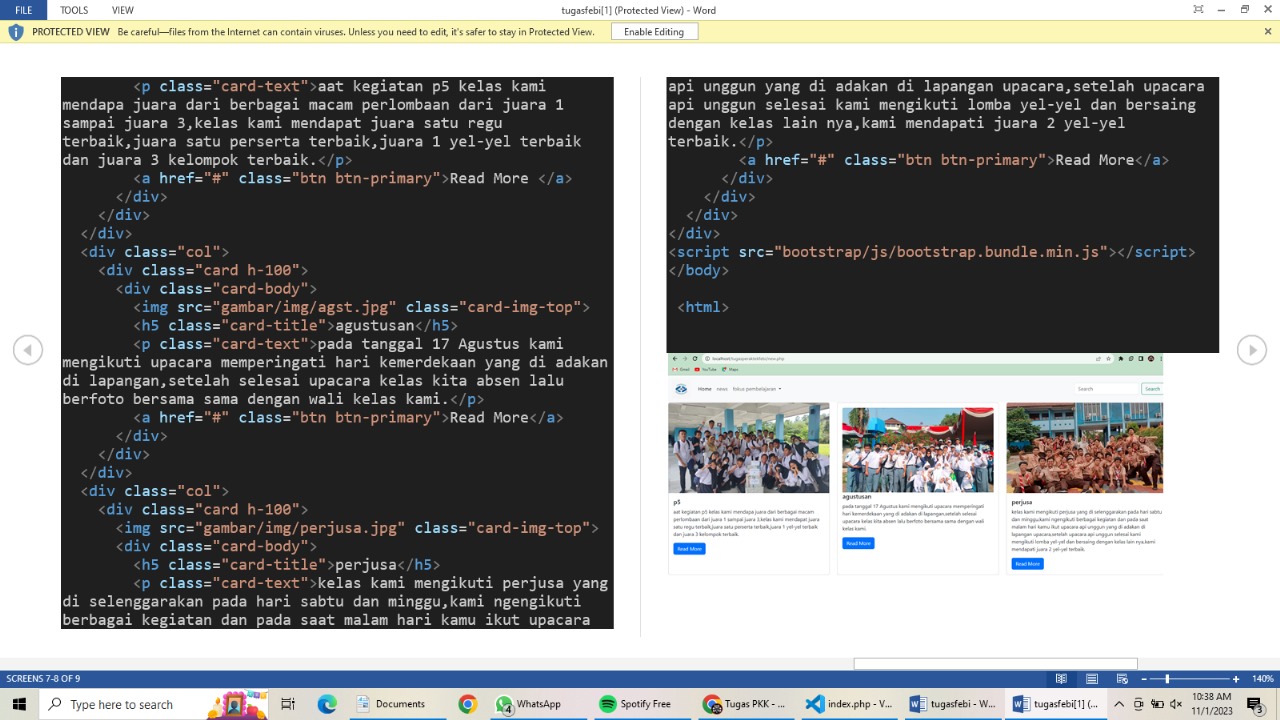 FILE TOOLS VIEW tugasfebi[1] (Protected View) - Word
PROTECTED VIEW Be careful—files from the Internet can contain viruses. Unless you need to edit, it's safer to stay in Protected View. Enable Editing
<p class="card-text">aat kegiatan p5 kelas kami
mendapa juara dari berbagai macam perlombaan dari juara 1
sampai juara 3,kelas kami mendapat juara satu regu
terbaik,juara satu perserta terbaik,juara 1 yel-yel terbaik
dan juara 3 kelompok terbaik.</p>
<a href="#" class="btn btn-primary">Read More </a>
</div>
</div>
</div>
<div class="col">
<div class="card h-100">
<div class="card-body">
<img src="gambar/img/agst.jpg" class="card-img-top">
<h5 class="card-title">agustusan</h5>
<p class="card-text">pada tanggal 17 Agustus kami
mengikuti upacara memperingati hari kemerdekaan yang di adakan
di lapangan,setelah selesai upacara kelas kita absen lalu
berfoto bersama sama dengan wali kelas kami.</p>
<a href="#" class="btn btn-primary">Read More</a>
</div>
</div>
</div>
<div class="col">
<div class="card h-100">
<img src="gambar/img/parjusa.jpg" class="card-img-top">
<div class="card-body">
<h5 class="card-title">perjusa</h5>
<p class="card-text">kelas kami mengikuti perjusa yang
di selenggarakan pada hari sabtu dan minggu,kami ngengikuti
berbagai kegiatan dan pada saat malam hari kamu ikut upacara
api unggun yang di adakan di lapangan upacara,setelah upacara
api unggun selesai kami mengikuti lomba yel-yel dan bersaing
dengan kelas lain nya,kami mendapati juara 2 yel-yel
terbaik.</p>
<a href="#" class="btn btn-primary">Read More</a>
</div>
</div>
</div>
</div>
<script src="bootstrap/js/bootstrap.bundle.min.js"></script>
</body>
<html>
Gmail YouTube Maps
Home news fokus pembelajaran Search Search
p5
aat kegiatan p5 kelas kami mendapa juara dari berbagai macam
perlombaan dari juara 1 sampai juara 3,kelas kami mendapat juara
satu regu terbaik,juara satu perserta terbaik,juara 1 yel-yel terbaik
dan juara 3 kelompok terbaik.
Read More
agustusan
pada tanggal 17 Agustus kami mengikuti upacara memperingati
hari kemerdekaan yang di adakan di lapangan,setelah selesai
upacara kelas kita absen lalu berfoto bersama sama dengan wali
kelas kami.
Read More
perjusa
kelas kami mengikuti perjusa yang di selenggarakan pada hari sabtu
dan minggu,kami ngengikuti berbagai kegiatan dan pada saat
malam hari kamu ikut upacara api unggun yang di adakan di
lapangan upacara,setelah upacara api unggun selesai kami
mengikuti lomba yel-yel dan bersaing dengan kelas lain nya,kami
mendapati juara 2 yel-yel terbaik.
Read More
SCREENS 7-8 OF 9 140%
Type here to search Documents 4 WhatsApp Spotify Free Tugas PKK - ... index.php - V... tugasfebi - W... tugasfebi[1] ... 10:38 AM
11/1/2023 3